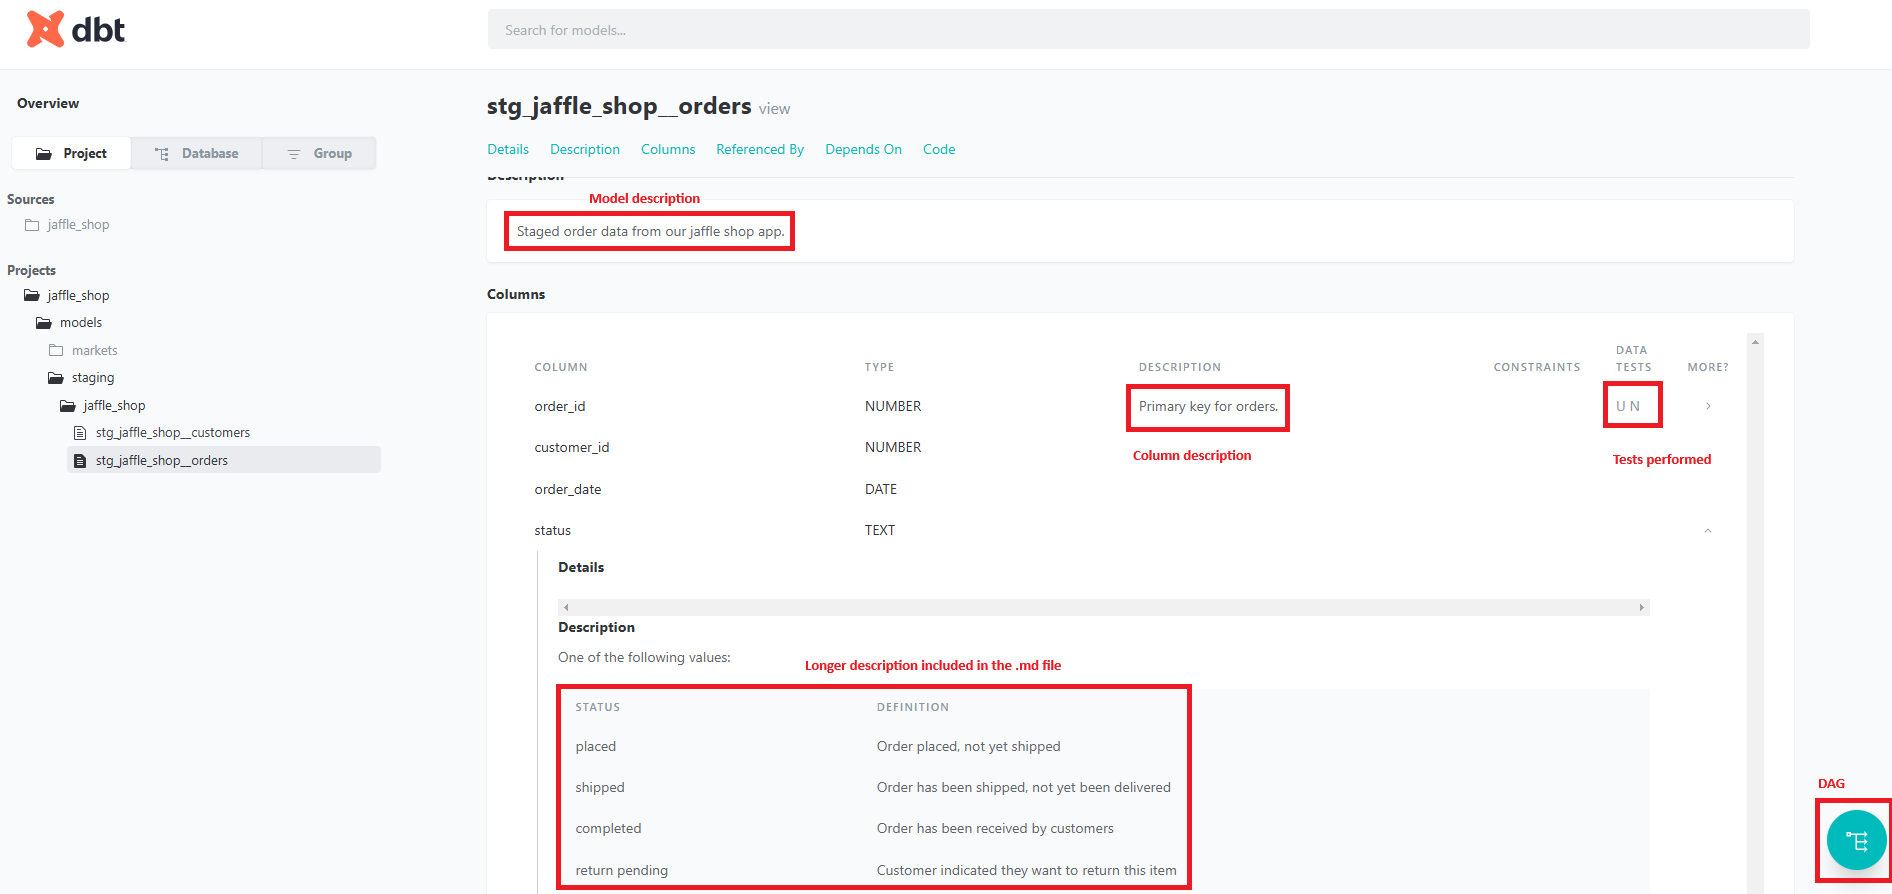 dbt
Search for models...
Overview
Project Database Group
Sources
jaffle_shop
Projects
jaffle_shop
models
markets
staging
jaffle_shop
stg_jaffle_shop__customers
stg_jaffle_shop__orders
stg_jaffle_shop__orders view
Details Description Columns Referenced By Depends On Code
Description
Model description
Staged order data from our jaffle shop app.
Columns
COLUMN TYPE DESCRIPTION CONSTRAINTS DATA TESTS MORE?
order_id NUMBER Primary key for orders. U N
customer_id NUMBER
Column description
Tests performed
order_date DATE
status TEXT
Details
Description
One of the following values:
Longer description included in the .md file
STATUS DEFINITION
placed Order placed, not yet shipped
shipped Order has been shipped, not yet been delivered
completed Order has been received by customers
return pending Customer indicated they want to return this item
DAG